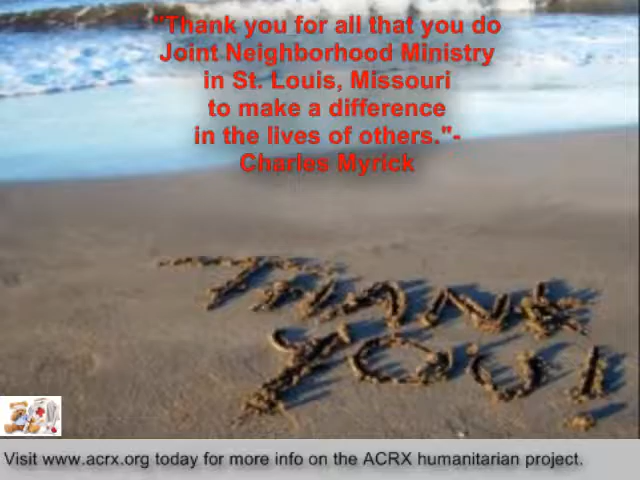 "Thank you for all that you do
Joint Neighborhood Ministry
in St. Louis, Missouri
to make a difference
in the lives of others."-
Charles Myrick
THANK
YOU!
Visit www.acrx.org today for more info on the ACRX humanitarian project.